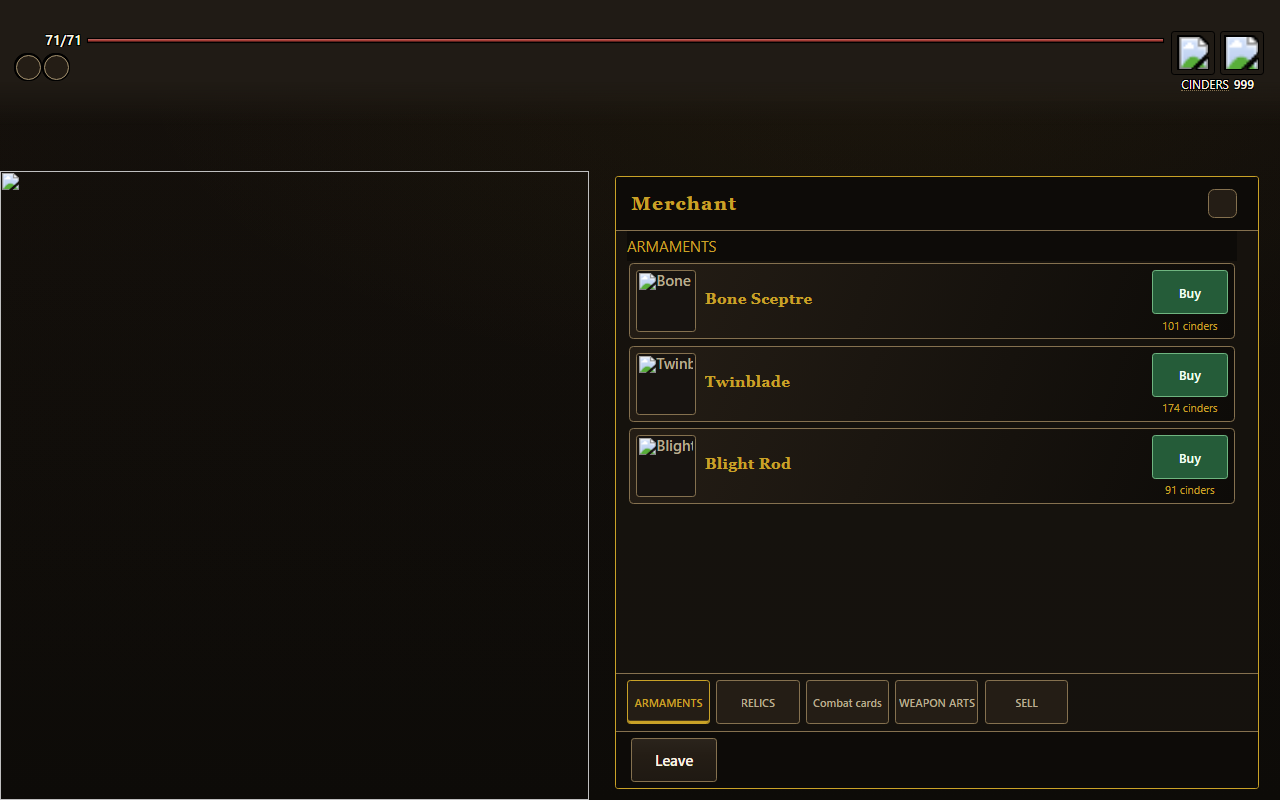 71/71
CINDERS 999
Merchant
ARMAMENTS
Bone
Bone Sceptre
Buy
101 cinders
Twinb
Twinblade
Buy
174 cinders
Blight
Blight Rod
Buy
91 cinders
ARMAMENTS
RELICS
Combat cards
WEAPON ARTS
SELL
Leave